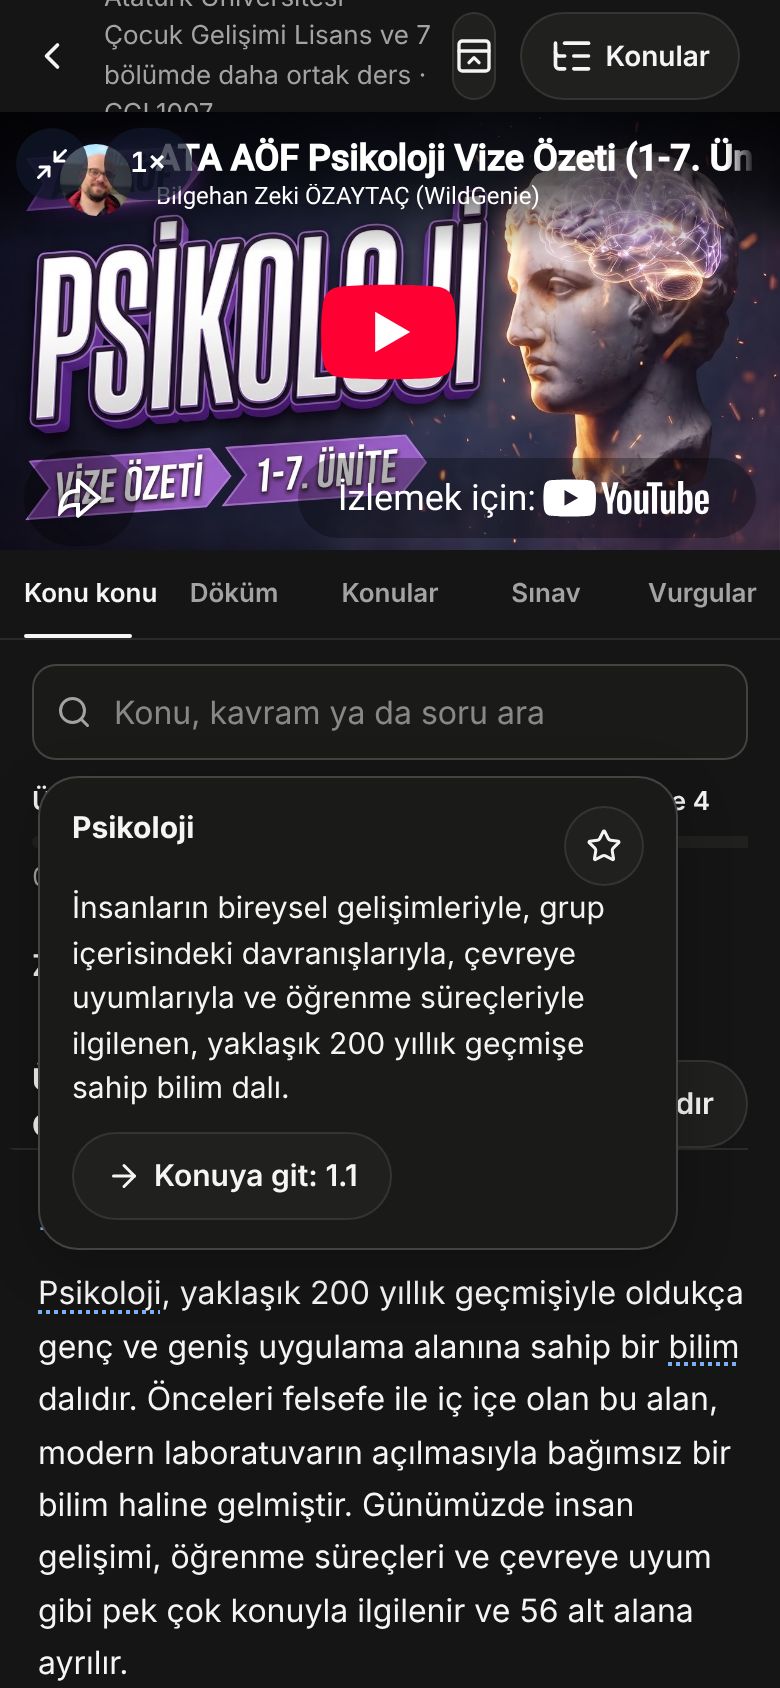 Çocuk Gelişimi Lisans ve 7
bölümde daha ortak ders ·
Konular
1×
ATA AÖF Psikoloji Vize Özeti (1-7. Ün
Bilgehan Zeki ÖZAYTAÇ (WildGenie)
PSİKOLOJİ
VİZE ÖZETİ
1-7. ÜNİTE
İzlemek için: YouTube
Konu konu
Döküm
Konular
Sınav
Vurgular
Konu, kavram ya da soru ara
e 4
Psikoloji
İnsanların bireysel gelişimleriyle, grup
içerisindeki davranışlarıyla, çevreye
uyumlarıyla ve öğrenme süreçleriyle
ilgilenen, yaklaşık 200 yıllık geçmişe
sahip bilim dalı.
dır
Konuya git: 1.1
Psikoloji, yaklaşık 200 yıllık geçmişiyle oldukça
genç ve geniş uygulama alanına sahip bir bilim
dalıdır. Önceleri felsefe ile iç içe olan bu alan,
modern laboratuvarın açılmasıyla bağımsız bir
bilim haline gelmiştir. Günümüzde insan
gelişimi, öğrenme süreçleri ve çevreye uyum
gibi pek çok konuyla ilgilenir ve 56 alt alana
ayrılır.